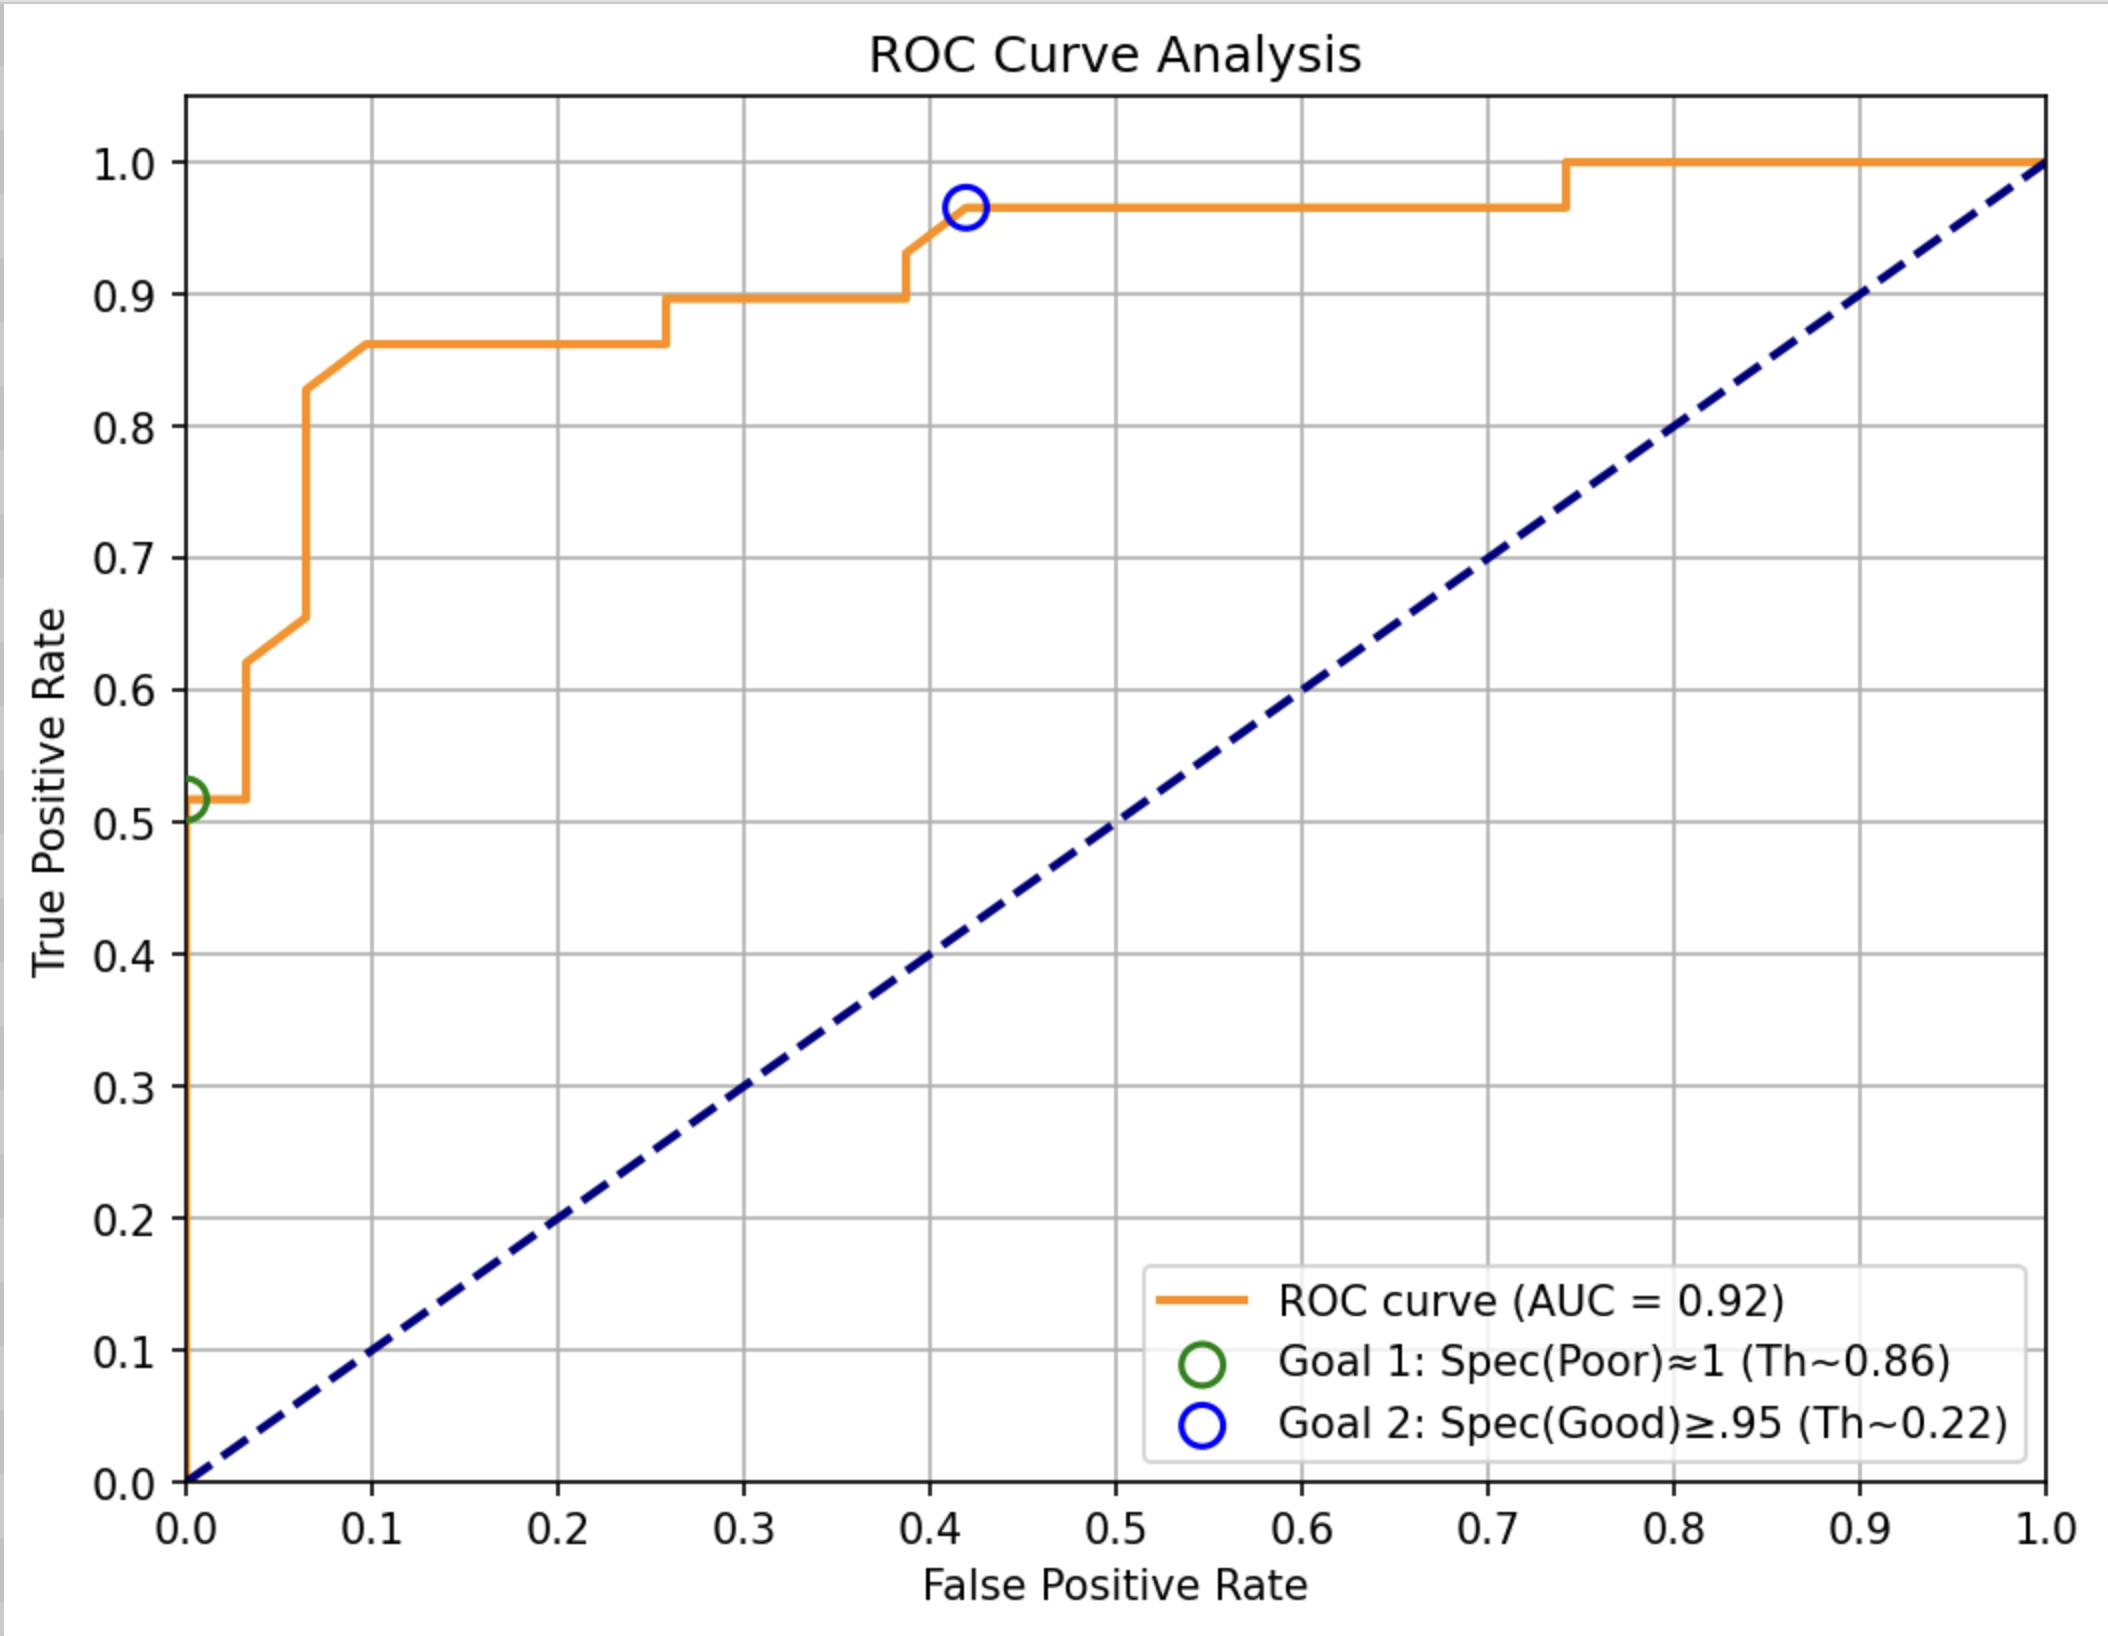 ROC Curve Analysis
True Positive Rate
1.0
0.9
0.8
0.7
0.6
0.5
0.4
0.3
0.2
0.1
0.0
0.0 0.1 0.2 0.3 0.4 0.5 0.6 0.7 0.8 0.9 1.0
False Positive Rate
ROC curve (AUC = 0.92)
Goal 1: Spec(Poor)≈1 (Th~0.86)
Goal 2: Spec(Good)≥.95 (Th~0.22)